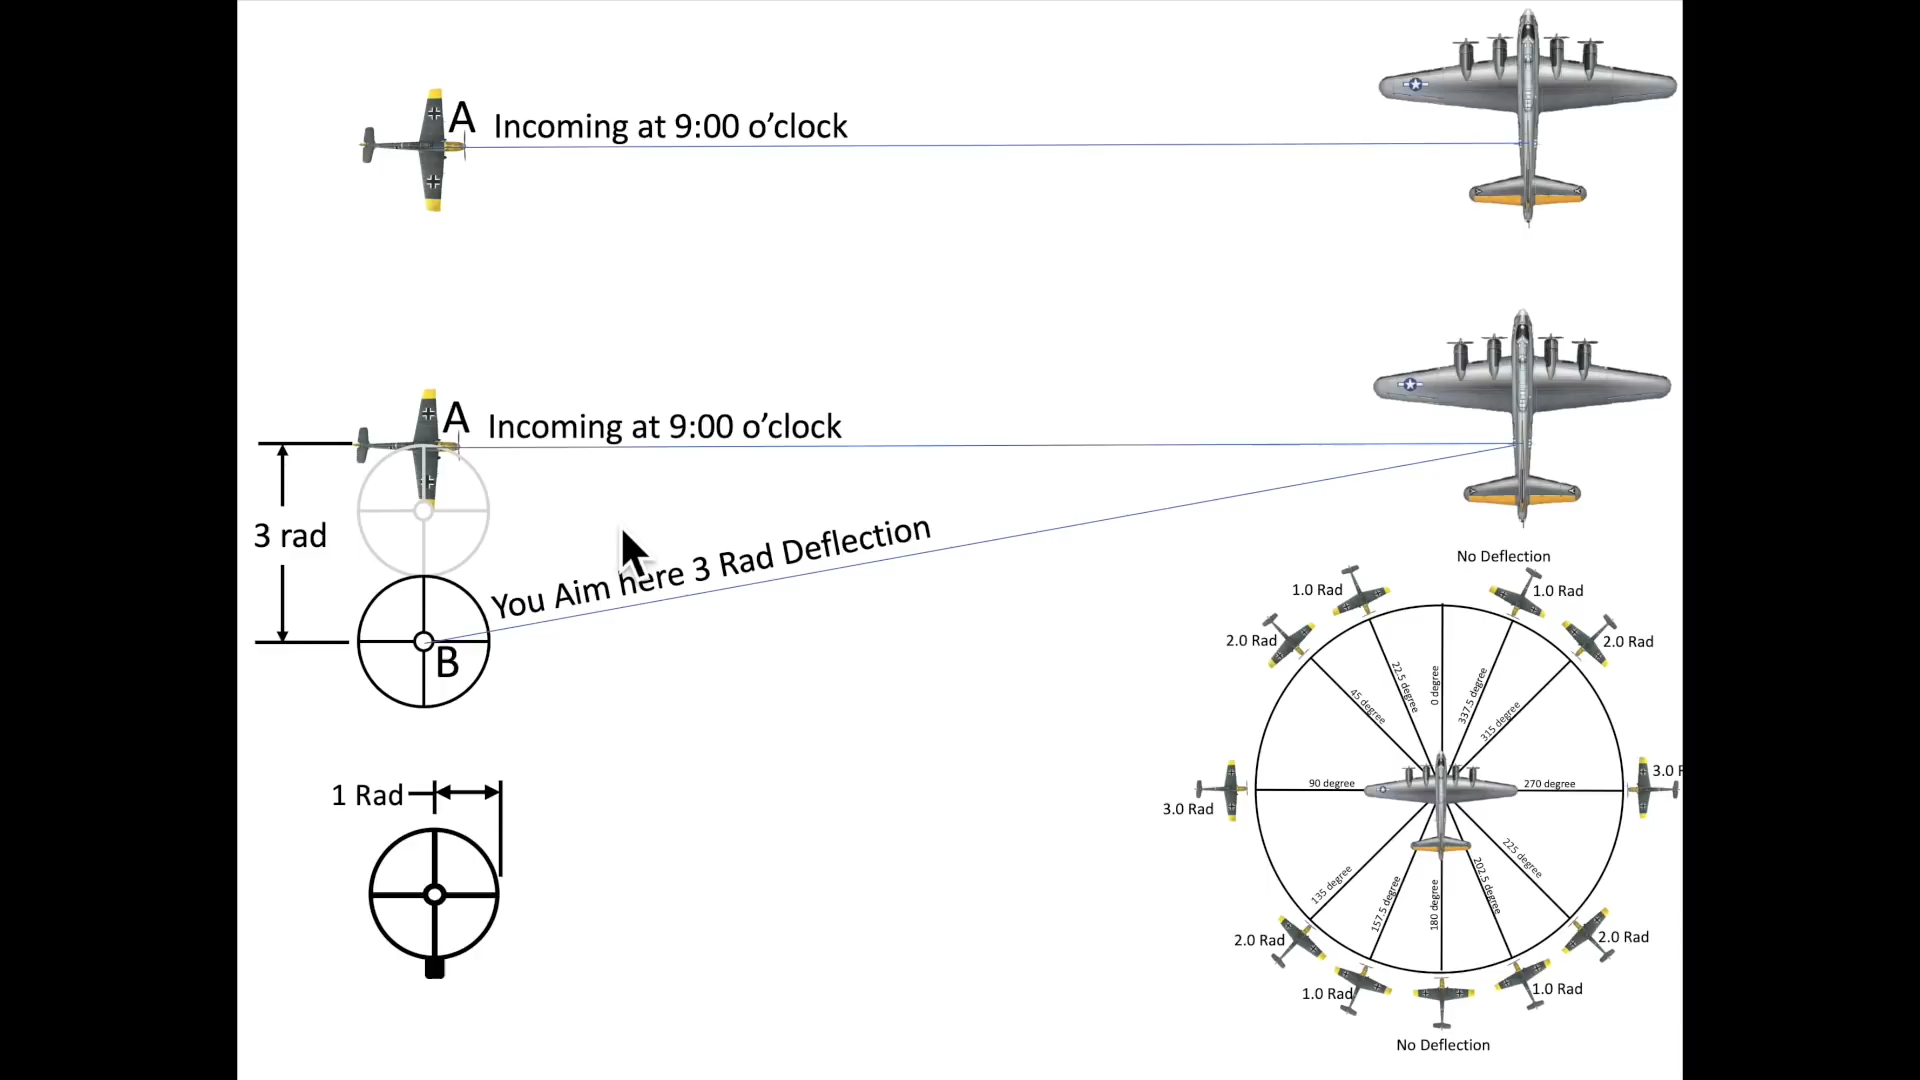 A Incoming at 9:00 o’clock
A Incoming at 9:00 o’clock
3 rad
You Aim here 3 Rad Deflection
B
1 Rad
No Deflection
1.0 Rad
1.0 Rad
2.0 Rad
2.0 Rad
45 degree
22.5 degree
0 degree
337.5 degree
315 degree
90 degree
270 degree
3.0 Rad
3.0
135 degree
157.5 degree
180 degree
202.5 degree
225 degree
2.0 Rad
2.0 Rad
1.0 Rad
1.0 Rad
No Deflection